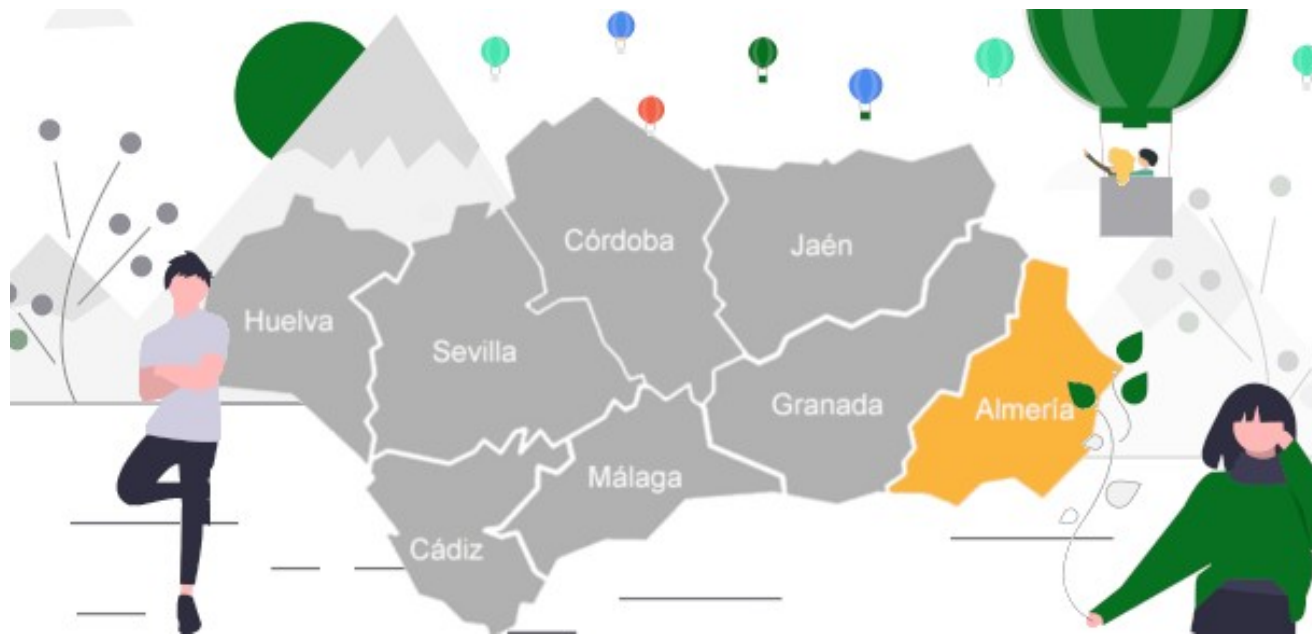 Córdoba
Jaén
Huelva
Sevilla
Granada
Almería
Málaga
Cádiz